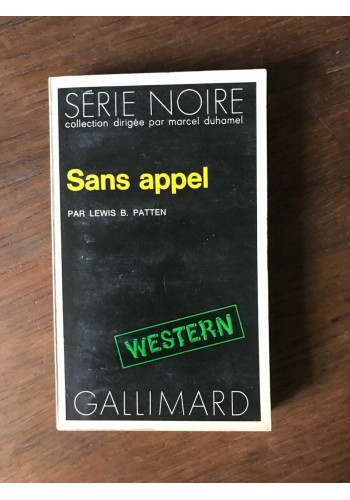 SÉRIE NOIRE
collection dirigée par marcel duhamel
Sans appel
PAR LEWIS B. PATTEN
WESTERN
GALLIMARD